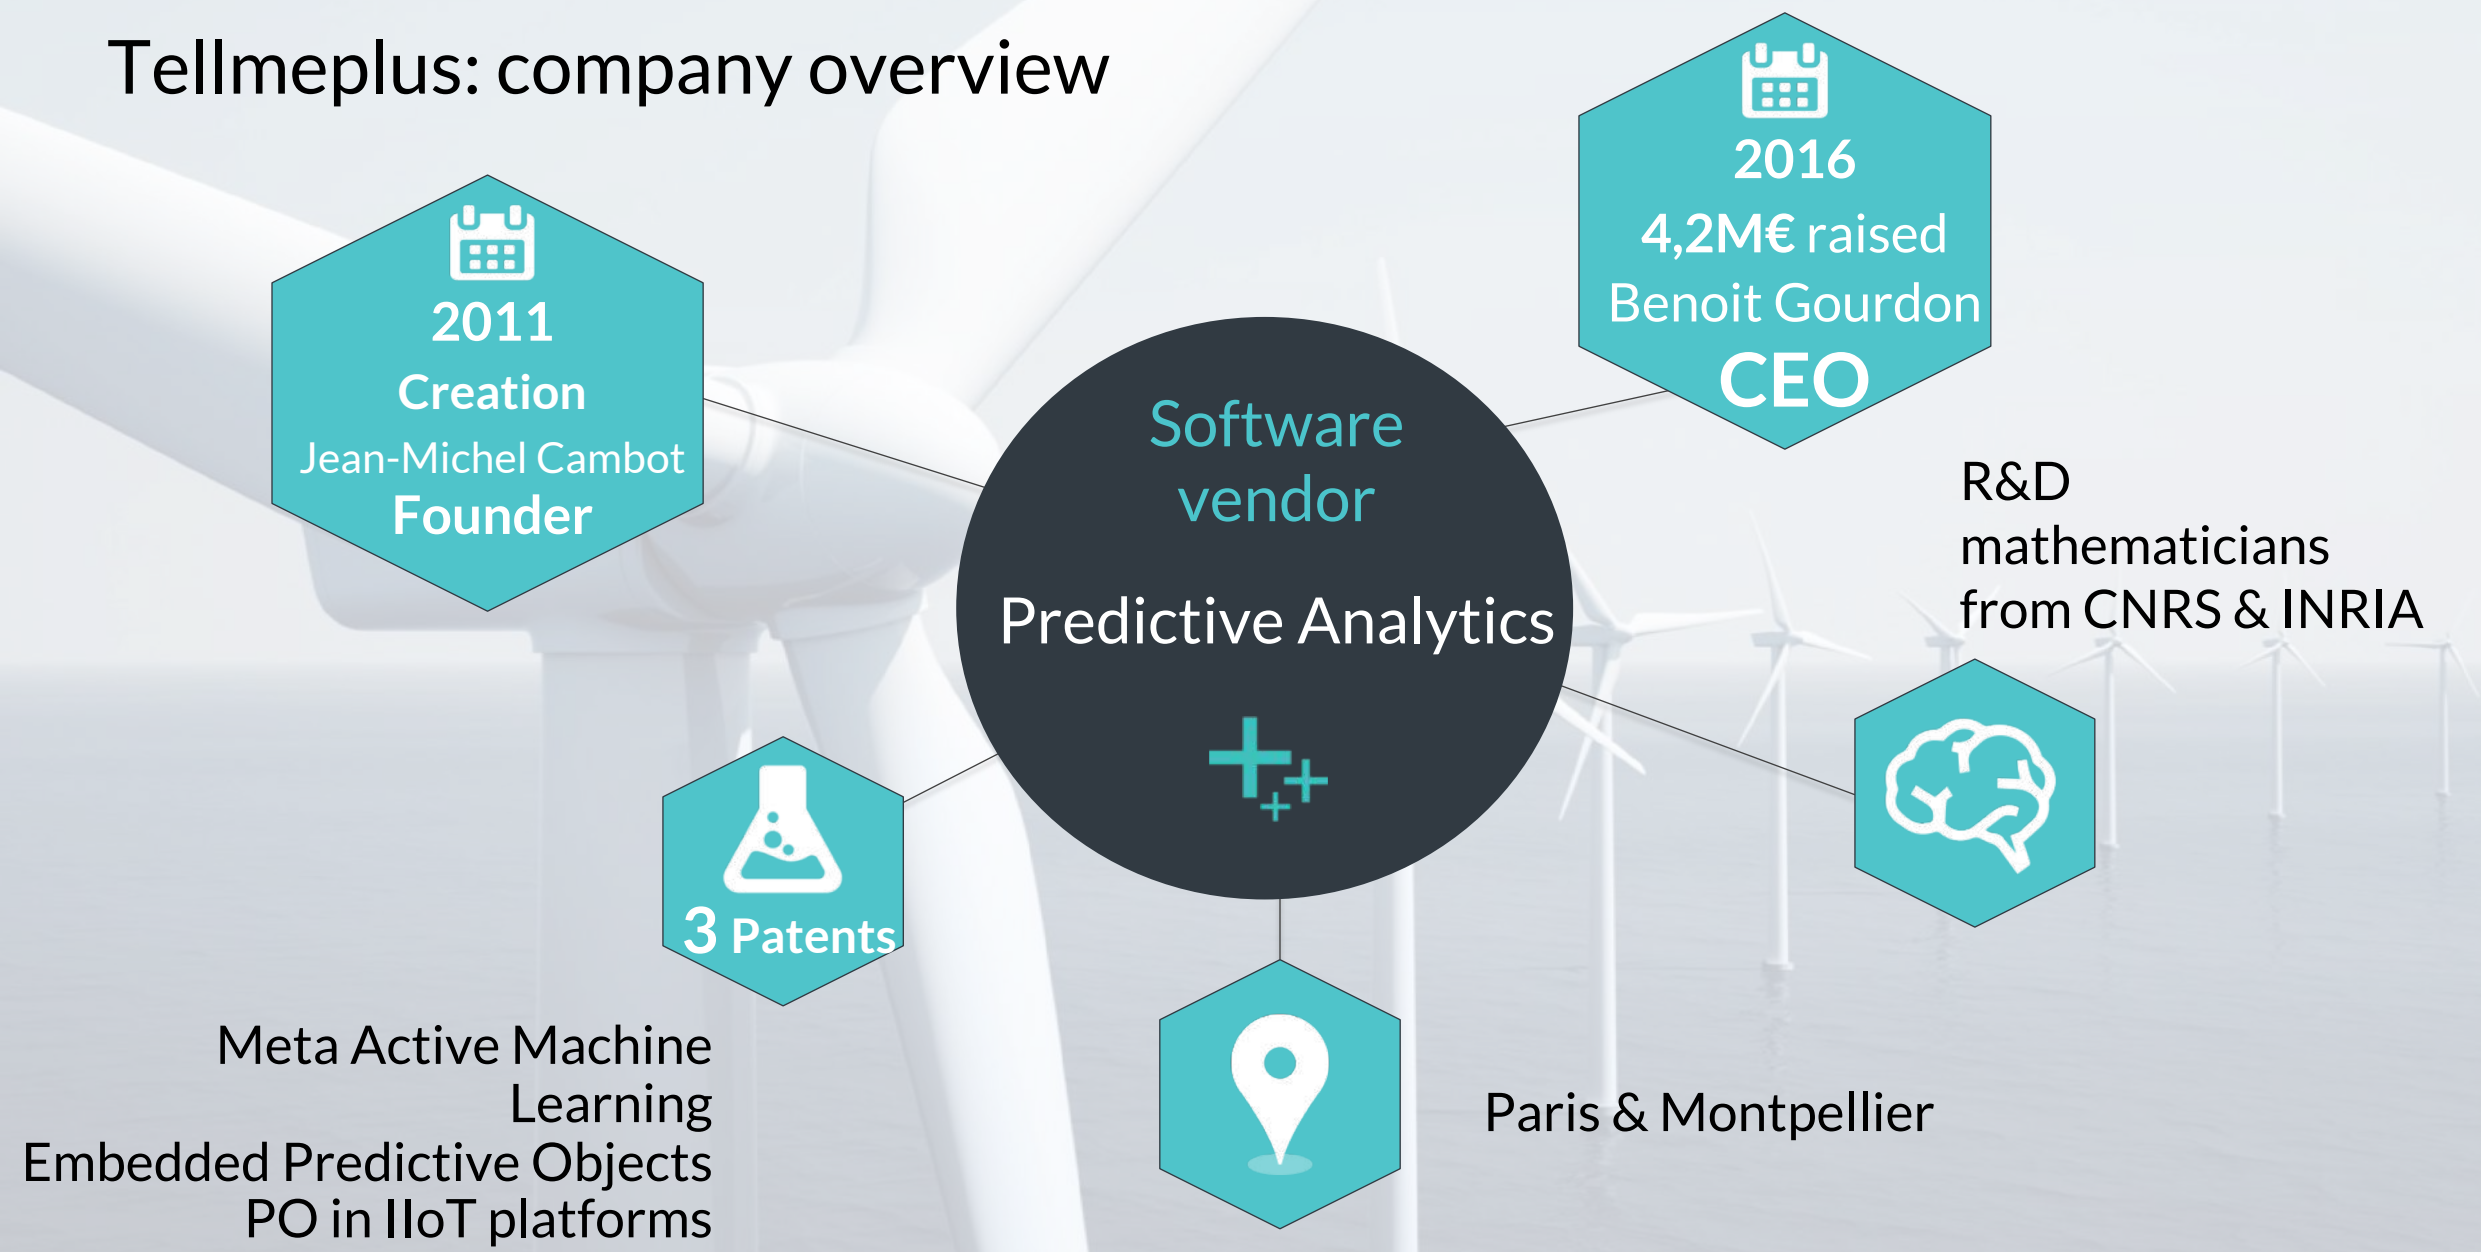 Tellmeplus: company overview
2011
Creation
Jean-Michel Cambot
Founder
2016
4,2M€ raised
Benoit Gourdon
CEO
Software
vendor
Predictive Analytics
R&D
mathematicians
from CNRS & INRIA
3 Patents
Meta Active Machine
Learning
Embedded Predictive Objects
PO in IIoT platforms
Paris & Montpellier